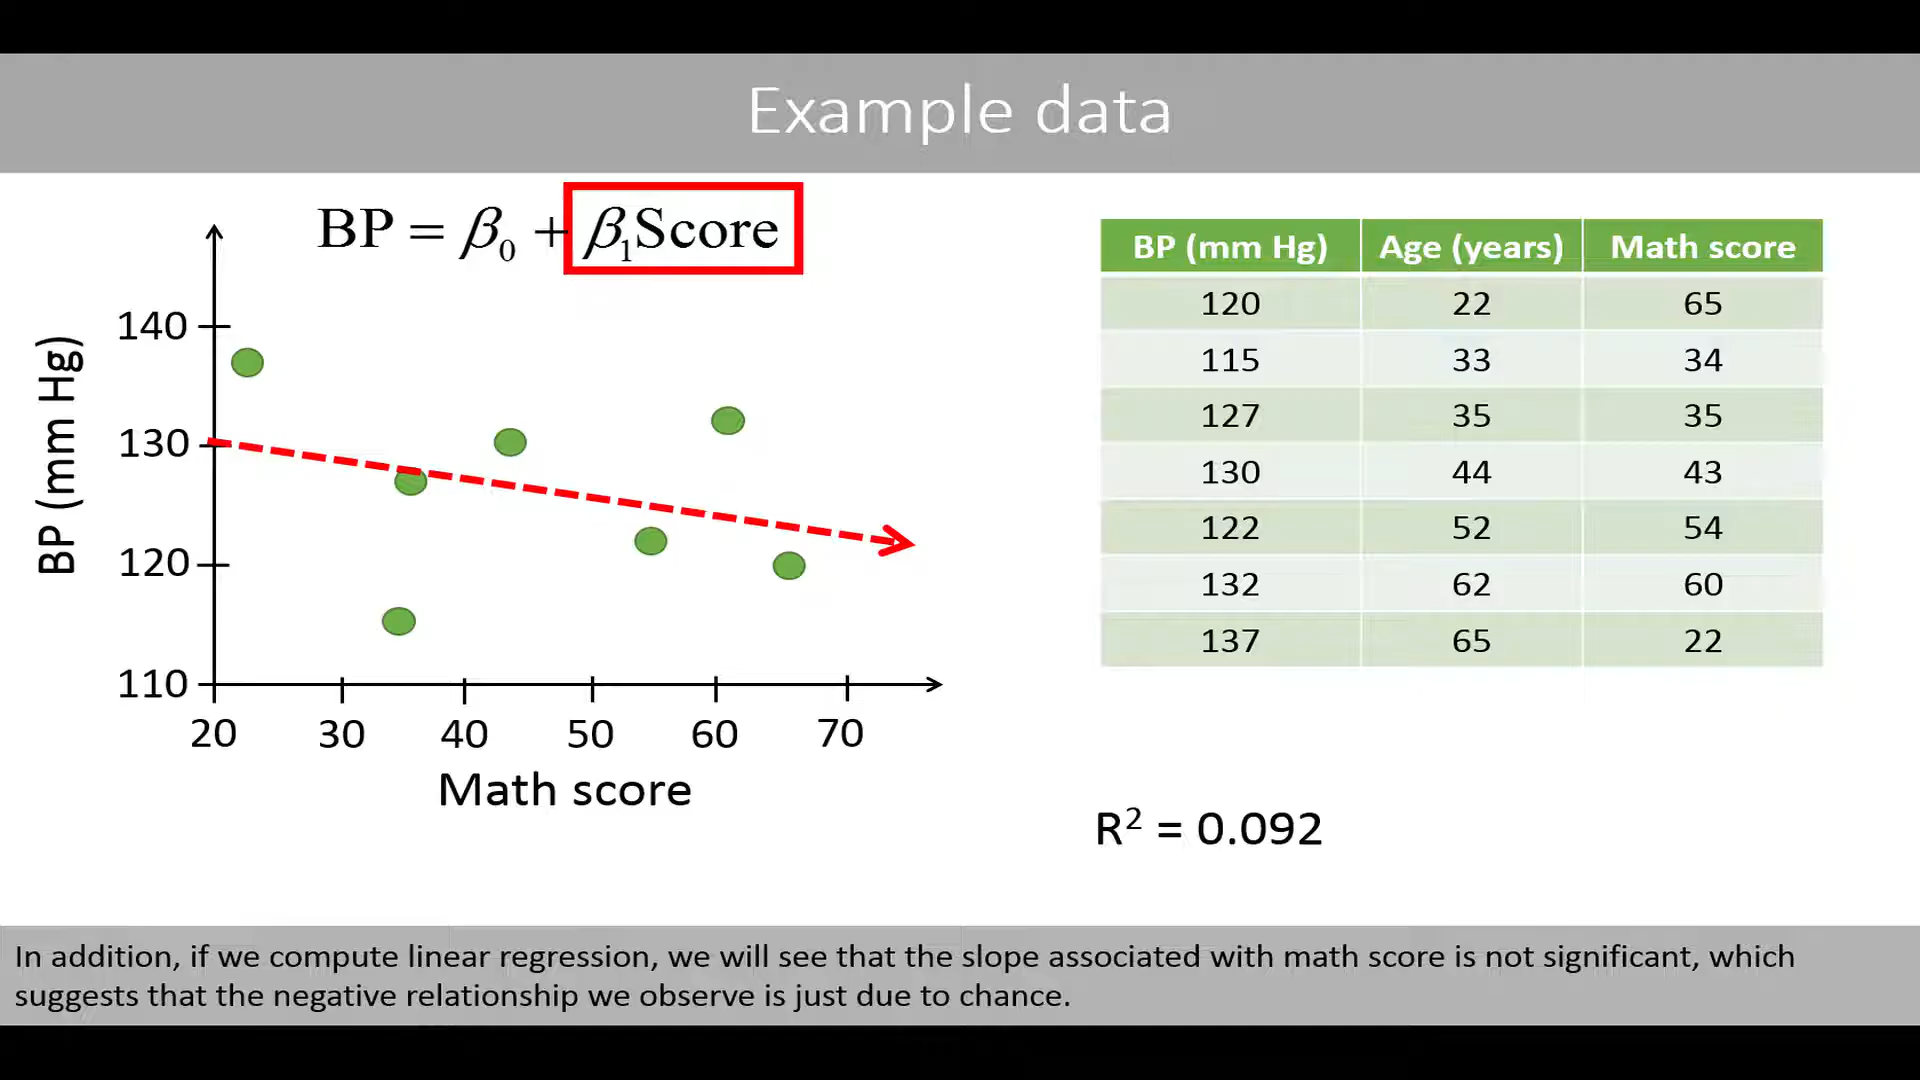 Example data
BP = β0 + β1Score
BP (mm Hg)
140
130
120
110
20 30 40 50 60 70
Math score
BP (mm Hg) Age (years) Math score
120 22 65
115 33 34
127 35 35
130 44 43
122 52 54
132 62 60
137 65 22
R² = 0.092
In addition, if we compute linear regression, we will see that the slope associated with math score is not significant, which
suggests that the negative relationship we observe is just due to chance.